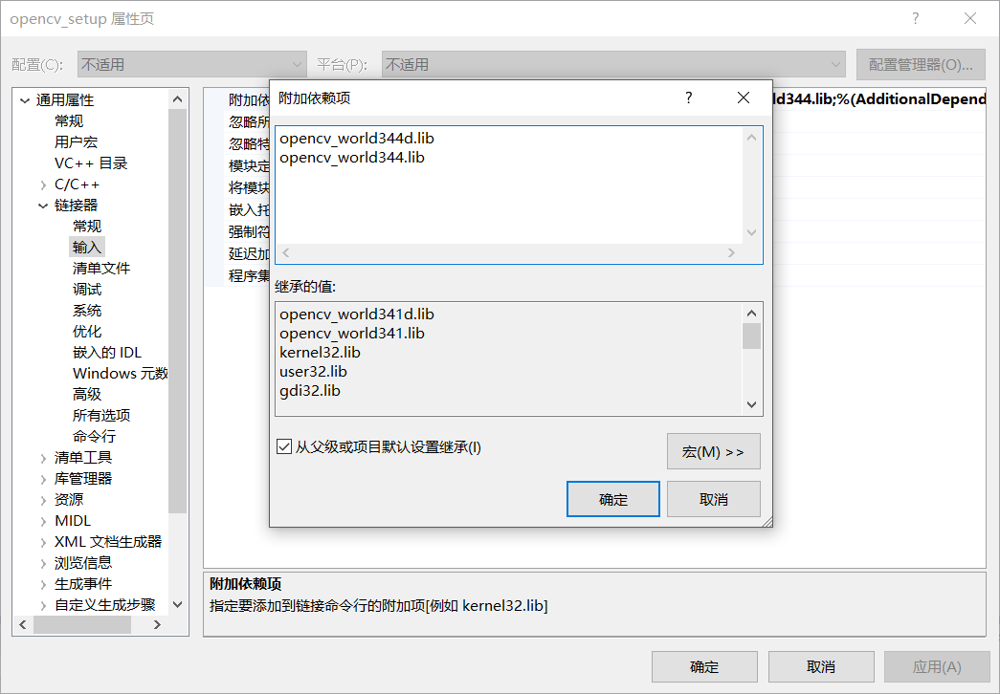 opencv_setup 属性页
配置(C):
不适用
平台(P):
不适用
配置管理器(O)...
通用属性
常规
用户宏
VC++ 目录
C/C++
链接器
常规
输入
清单文件
调试
系统
优化
嵌入的 IDL
Windows 元数
高级
所有选项
命令行
清单工具
库管理器
资源
MIDL
XML 文档生成器
浏览信息
生成事件
自定义生成步骤
附加依
ld344.lib;%(AdditionalDepend
忽略所
忽略特
模块定
将模块
嵌入托
强制符
延迟加
程序集
附加依赖项
?
opencv_world344d.lib
opencv_world344.lib
继承的值:
opencv_world341d.lib
opencv_world341.lib
kernel32.lib
user32.lib
gdi32.lib
从父级或项目默认设置继承(I)
宏(M) >>
确定
取消
附加依赖项
指定要添加到链接命令行的附加项[例如 kernel32.lib]
确定
取消
应用(A)